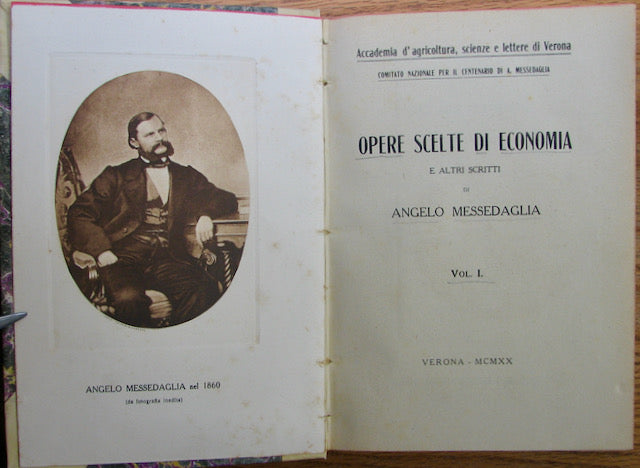 ANGELO MESSEDAGLIA nel 1860
(da fotografia inedita)
Accademia d'agricoltura, scienze e lettere di Verona
COMITATO NAZIONALE PER IL CENTENARIO DI A. MESSEDAGLIA
OPERE SCELTE DI ECONOMIA
E ALTRI SCRITTI
DI
ANGELO MESSEDAGLIA
VOL. I.
VERONA - MCMXX